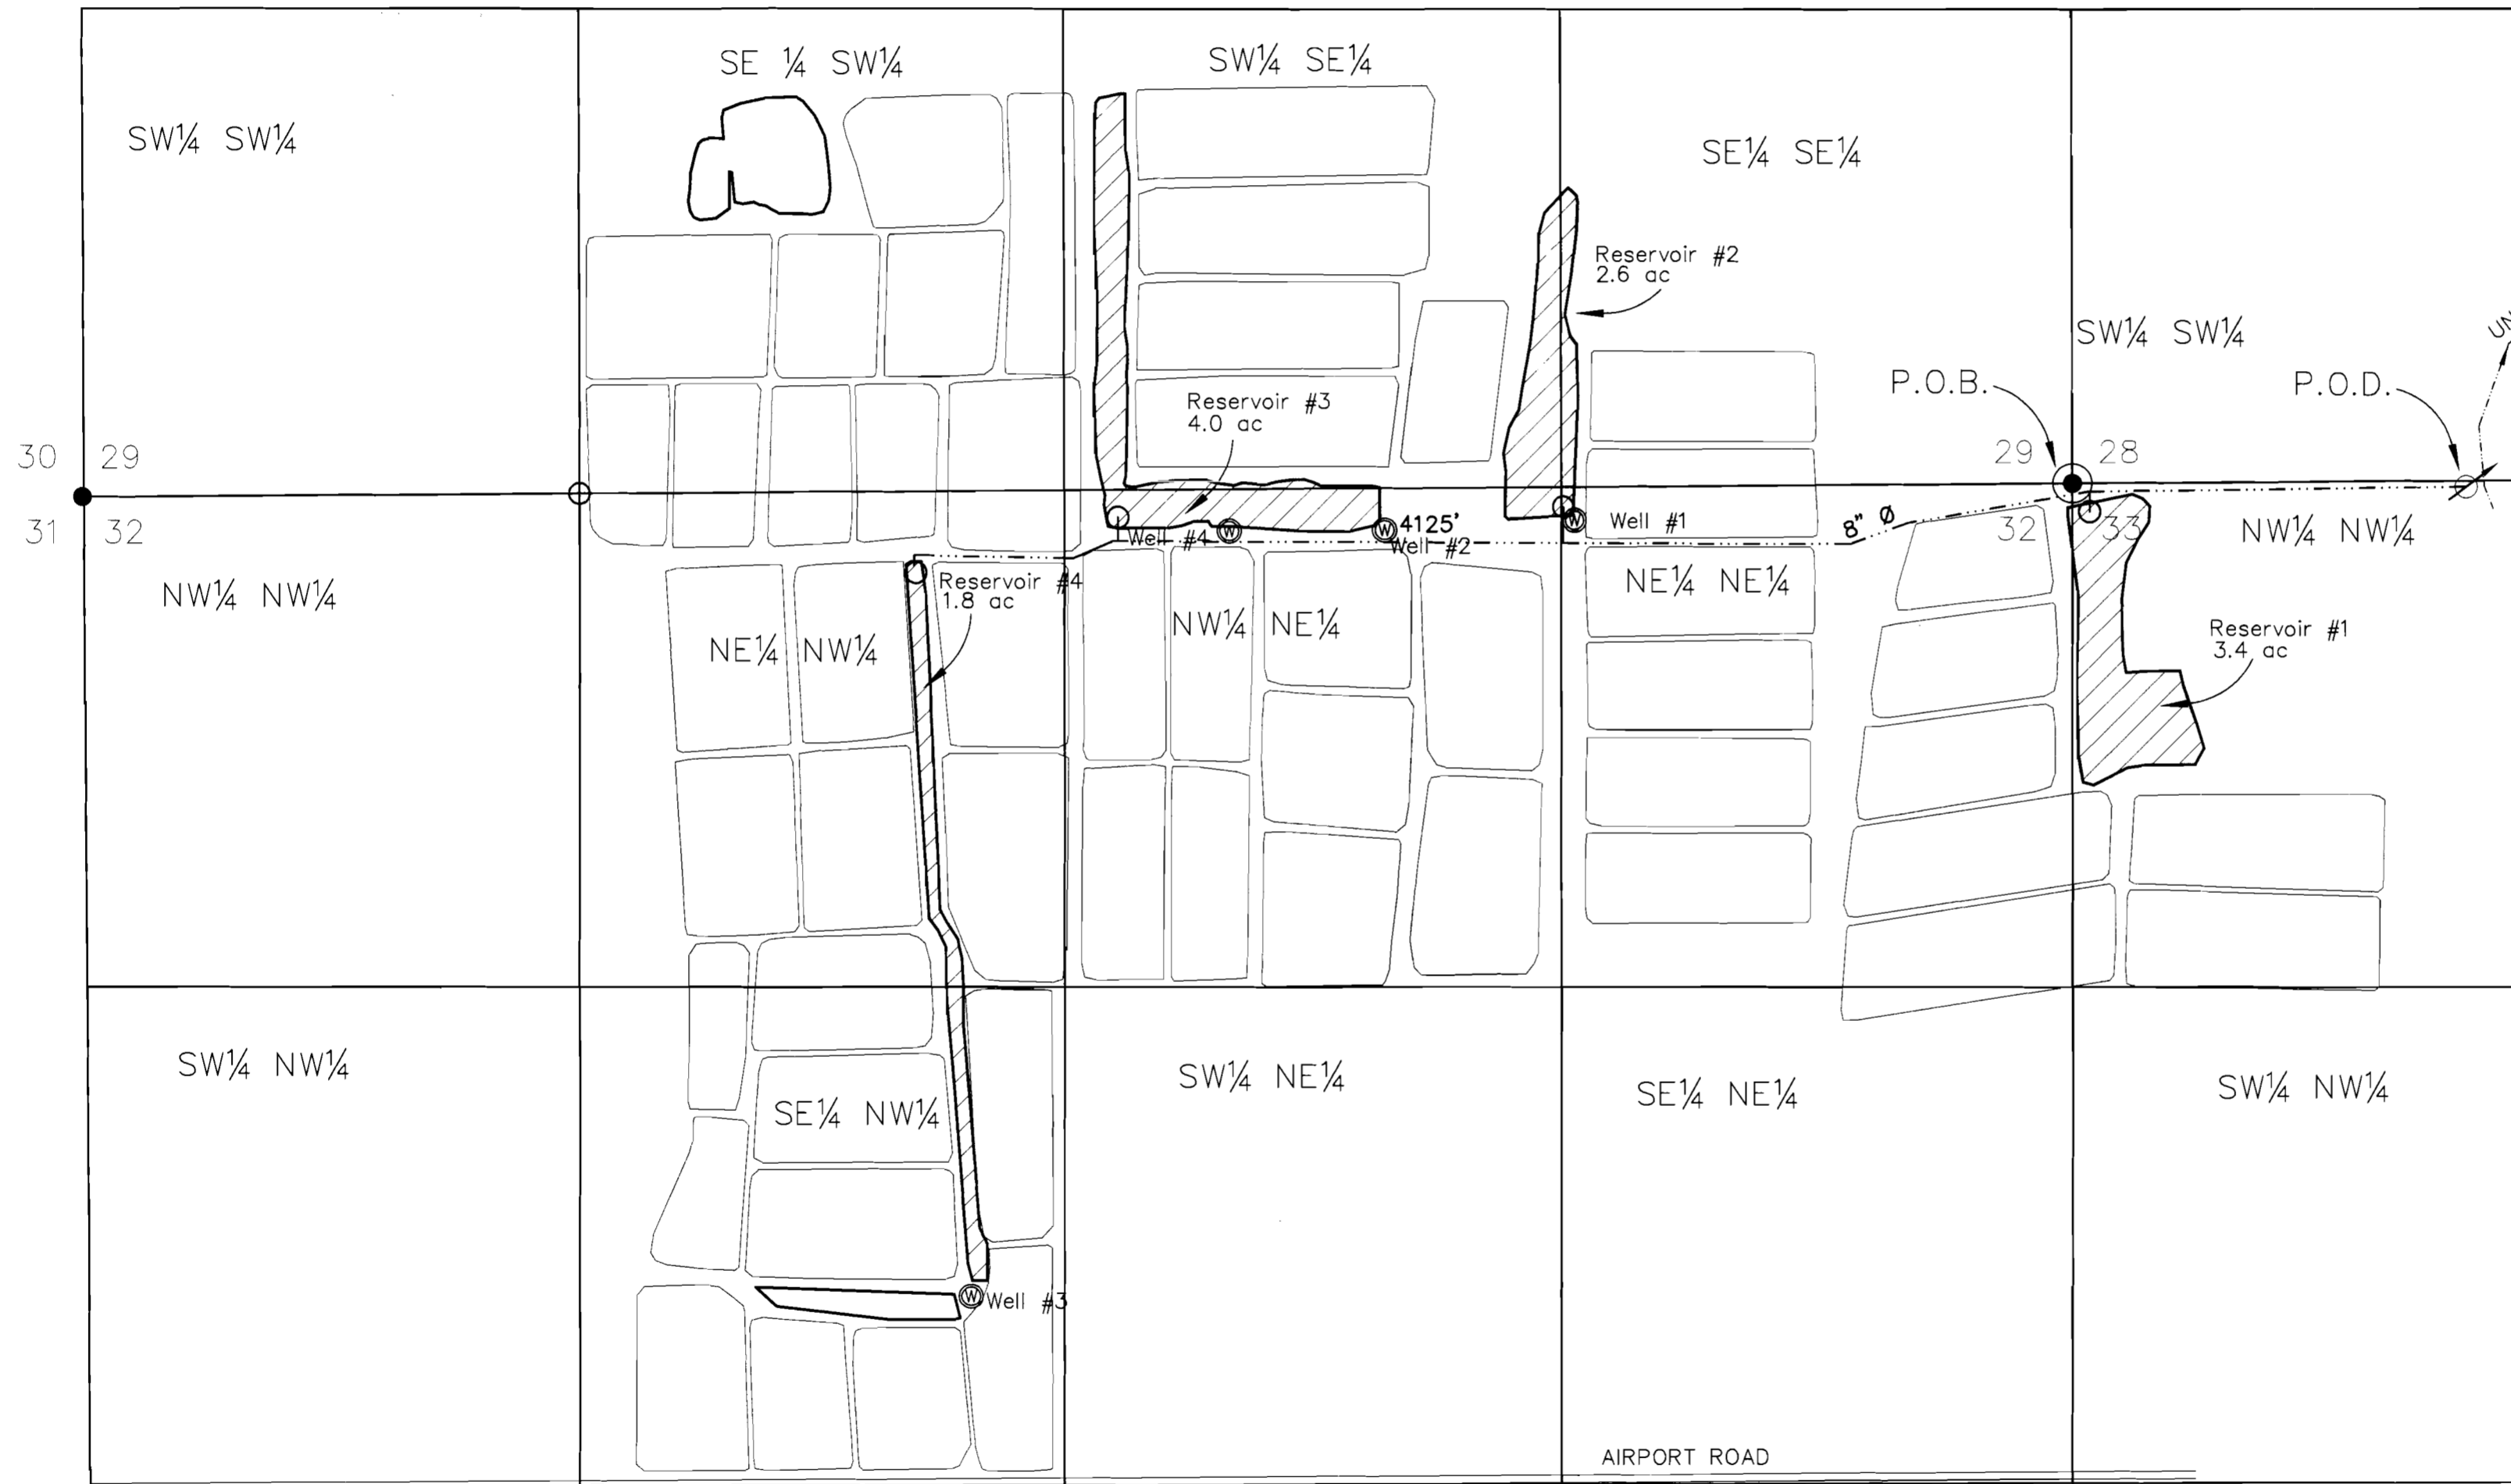 SE ¼ SW¼
SW¼ SE¼
SW¼ SW¼
SE¼ SE¼
Reservoir #2
2.6 ac
SW¼ SW¼
P.O.B.
P.O.D.
Reservoir #3
4.0 ac
30 29
29 28
31 32
32 33
4125'
Well #4
Well #2
Well #1
8" Ø
NW¼ NW¼
NW¼ NW¼
Reservoir #4
1.8 ac
NE¼ NW¼
NW¼ NE¼
NE¼ NE¼
Reservoir #1
3.4 ac
SW¼ NW¼
SE¼ NW¼
SW¼ NE¼
SE¼ NE¼
SW¼ NW¼
Well #3
AIRPORT ROAD